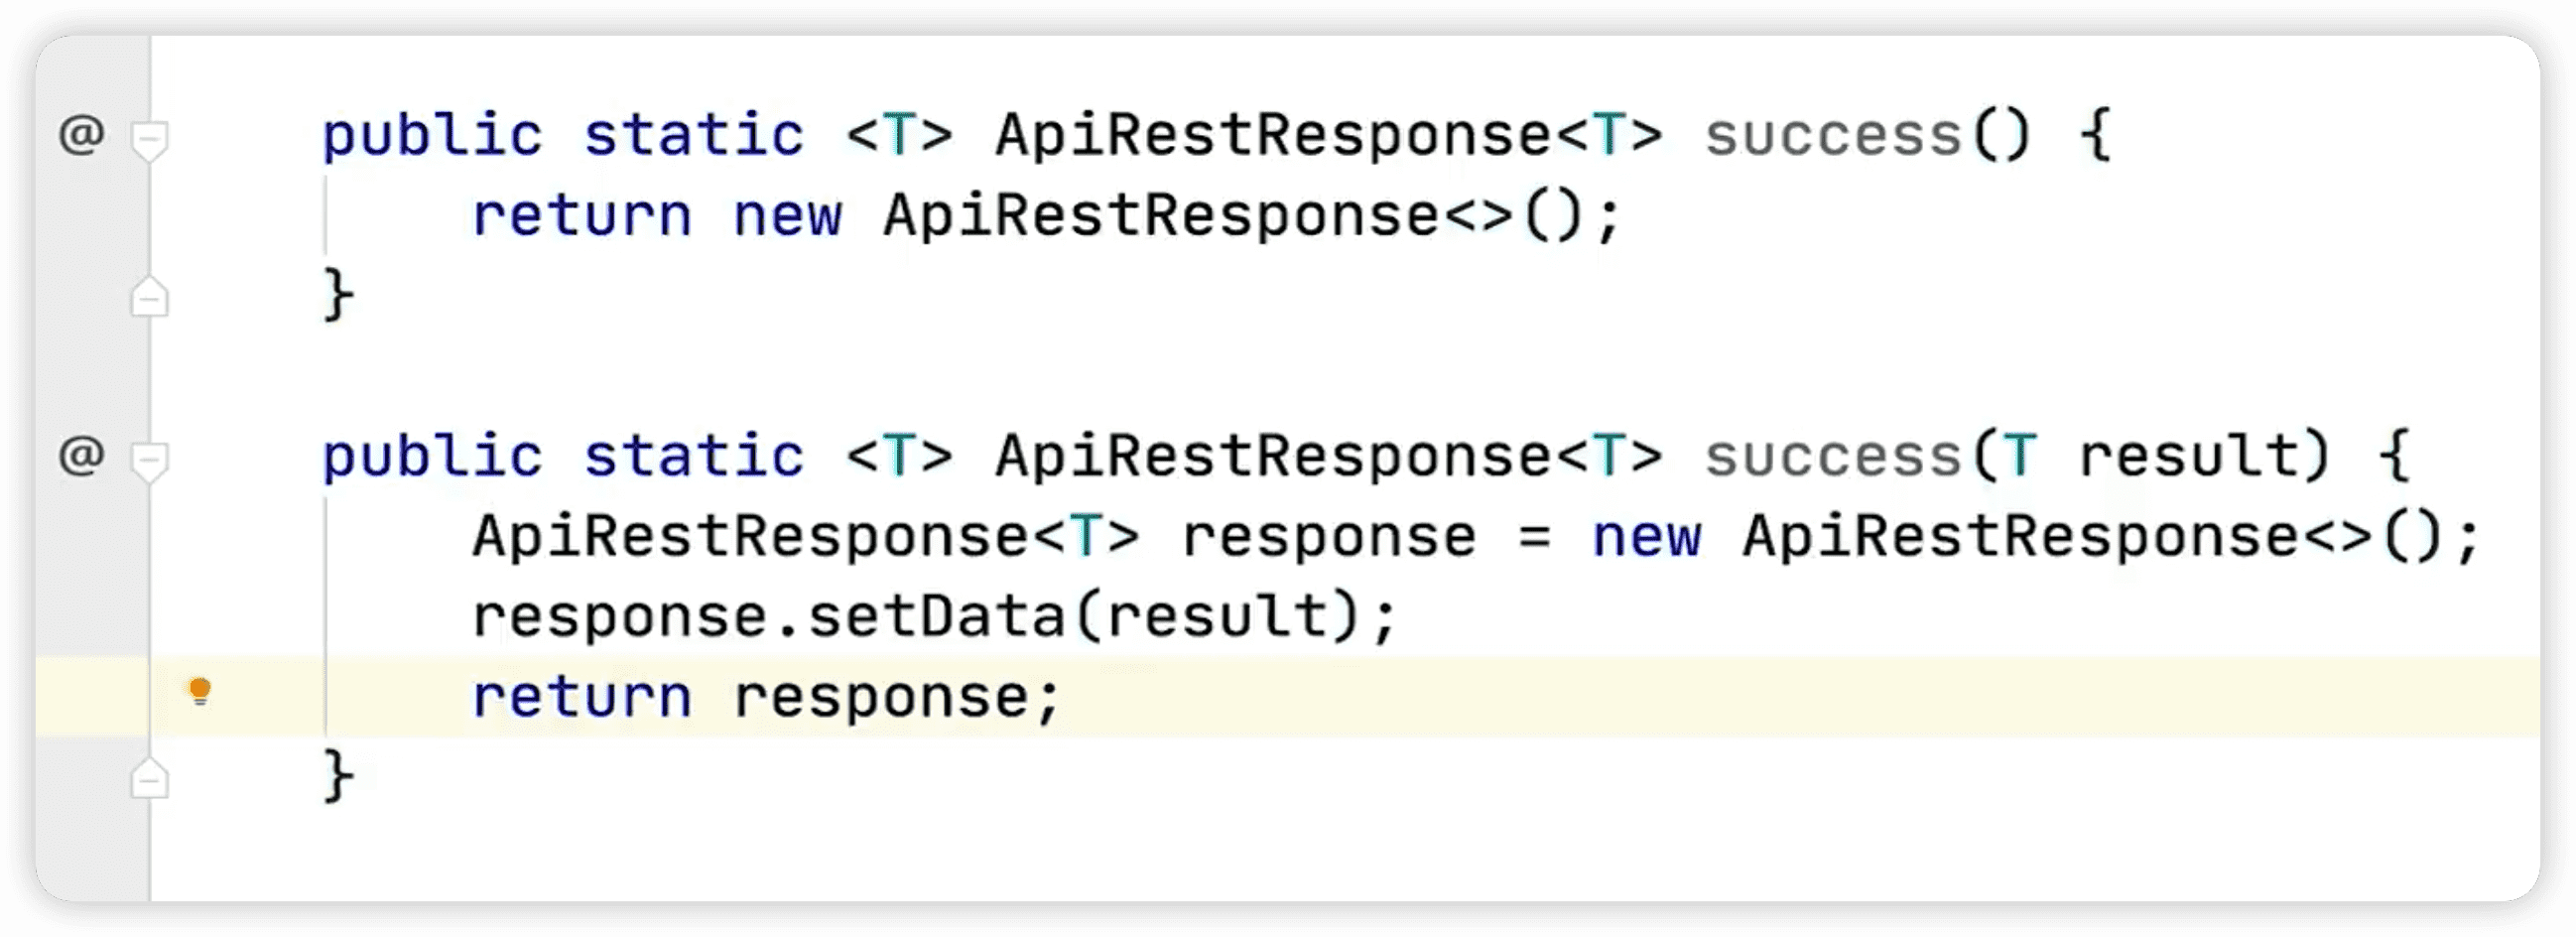 @ public static <T> ApiRestResponse<T> success() {
return new ApiRestResponse<>();
}
@ public static <T> ApiRestResponse<T> success(T result) {
ApiRestResponse<T> response = new ApiRestResponse<>();
response.setData(result);
return response;
}